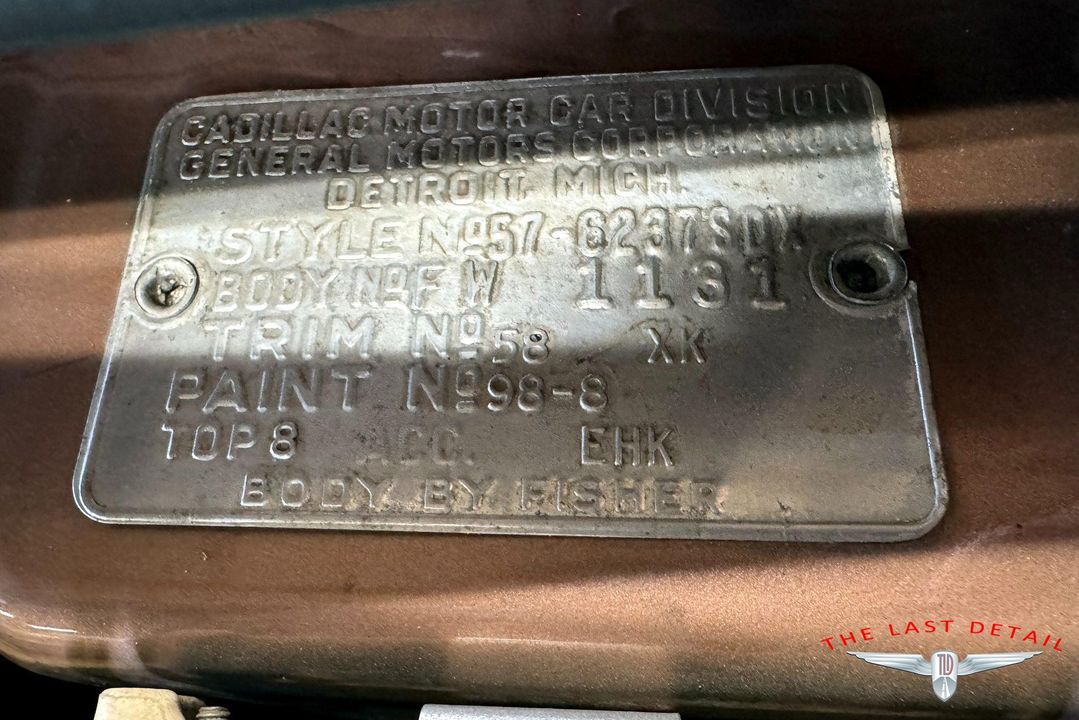 CADILLAC MOTOR CAR DIVISION
GENERAL MOTORS CORPORATION
DETROIT, MICH.
STYLE No 57-6237SDX
BODY No FW 1131
TRIM No 58 XK
PAINT No 98-8
TOP 8 ACC. EHK
BODY BY FISHER
THE LAST DETAIL
TLD